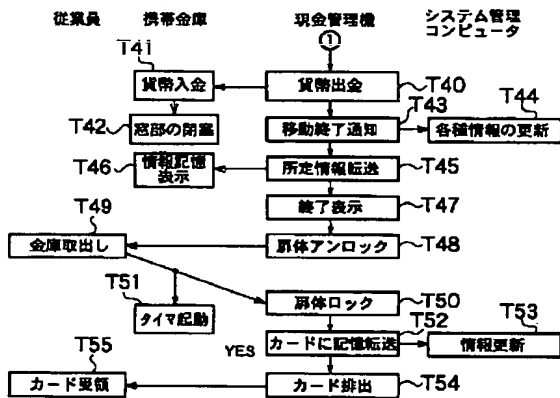 従業員
携帯金庫
現金管理機
システム管理
コンピュータ
T41
①
貨幣入金
貨幣出金
T40
T43
T44
T42
窓部の閉塞
移動終了通知
各種情報の更新
T46
情報記憶
表示
所定情報転送
T45
終了表示
T47
T49
金庫取出し
扉体アンロック
T48
T51
タイマ起動
扉体ロック
T50
T52
T53
YES
カードに記憶転送
情報更新
T55
カード受領
カード排出
T54